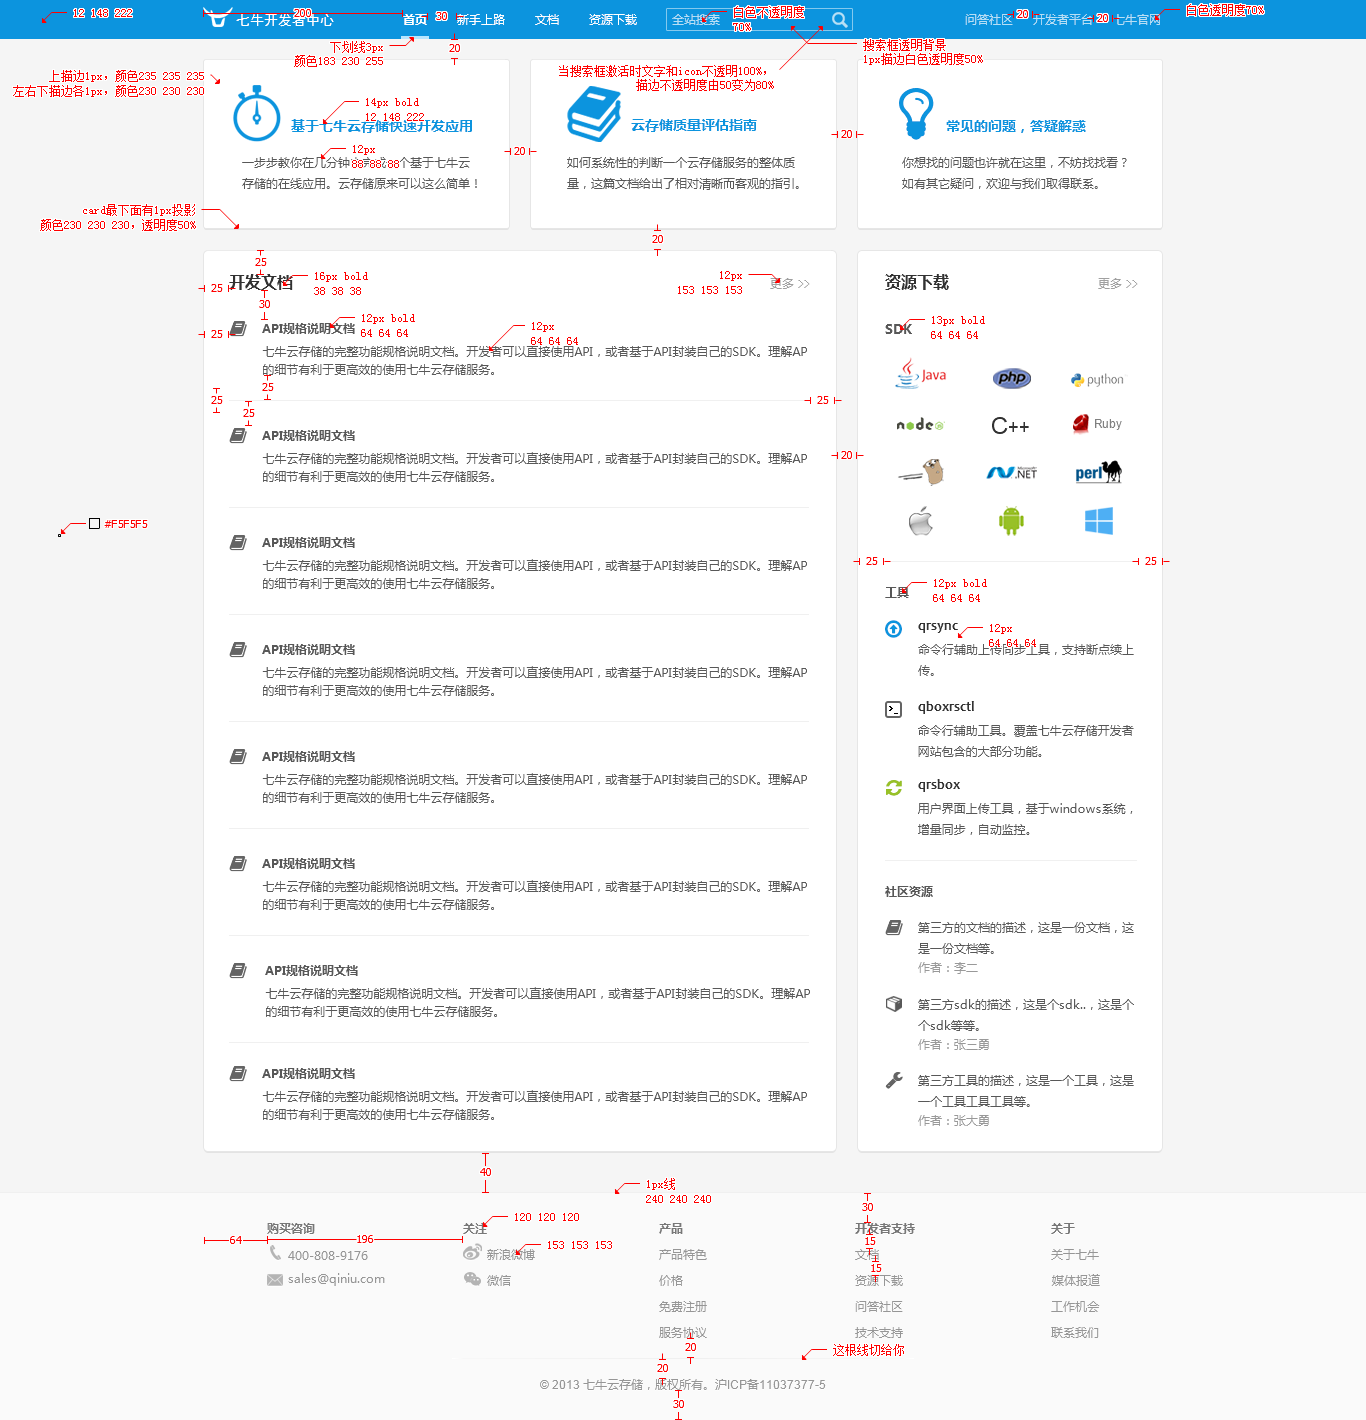 12 148 222
200
七牛开发者中心
首页
30
新手上路
文档
资源下载
全站搜索
白色不透明度
70%
问答社区
20
开发者平台
20
七牛官网
白色透明度70%
下划线3px
颜色183 230 255
20
搜索框透明背景
1px描边白色透明度50%
当搜索框激活时文字和icon不透明100%，
描边不透明度由50变为80%
上描边1px，颜色235 235 235
左右下描边各1px，颜色230 230 230
14px bold
12 148 222
基于七牛云存储快速开发应用
12px
88 88 88
一步步教你在几分钟
个基于七牛云
存储的在线应用。云存储原来可以这么简单！
20
云存储质量评估指南
如何系统性的判断一个云存储服务的整体质
量，这篇文档给出了相对清晰而客观的指引。
20
常见的问题，答疑解惑
你想找的问题也许就在这里，不妨找找看？
如有其它疑问，欢迎与我们取得联系。
card最下面有1px投影
颜色230 230 230，透明度50%
20
25
25
开发文档
16px bold
38 38 38
12px
153 153 153
更多 >>
30
25
API规格说明文档
12px bold
64 64 64
12px
64 64 64
七牛云存储的完整功能规格说明文档。开发者可以直接使用API，或者基于API封装自己的SDK。理解AP
的细节有利于更高效的使用七牛云存储服务。
25
25
25
25
API规格说明文档
七牛云存储的完整功能规格说明文档。开发者可以直接使用API，或者基于API封装自己的SDK。理解AP
的细节有利于更高效的使用七牛云存储服务。
20
#F5F5F5
API规格说明文档
七牛云存储的完整功能规格说明文档。开发者可以直接使用API，或者基于API封装自己的SDK。理解AP
的细节有利于更高效的使用七牛云存储服务。
API规格说明文档
七牛云存储的完整功能规格说明文档。开发者可以直接使用API，或者基于API封装自己的SDK。理解AP
的细节有利于更高效的使用七牛云存储服务。
API规格说明文档
七牛云存储的完整功能规格说明文档。开发者可以直接使用API，或者基于API封装自己的SDK。理解AP
的细节有利于更高效的使用七牛云存储服务。
API规格说明文档
七牛云存储的完整功能规格说明文档。开发者可以直接使用API，或者基于API封装自己的SDK。理解AP
的细节有利于更高效的使用七牛云存储服务。
API规格说明文档
七牛云存储的完整功能规格说明文档。开发者可以直接使用API，或者基于API封装自己的SDK。理解AP
的细节有利于更高效的使用七牛云存储服务。
API规格说明文档
七牛云存储的完整功能规格说明文档。开发者可以直接使用API，或者基于API封装自己的SDK。理解AP
的细节有利于更高效的使用七牛云存储服务。
资源下载
更多 >>
SDK
13px bold
64 64 64
Java
php
python
node
C++
Ruby
Microsoft
.NET
perl
25
25
工具
12px bold
64 64 64
qrsync
12px
64 64 64
命令行辅助上传同步工具，支持断点续上
传。
qboxrsctl
命令行辅助工具。覆盖七牛云存储开发者
网站包含的大部分功能。
qrsbox
用户界面上传工具，基于windows系统，
增量同步，自动监控。
社区资源
第三方的文档的描述，这是一份文档，这
是一份文档等。
作者：李二
第三方sdk的描述，这是个sdk..，这是个
个sdk等等。
作者：张三勇
第三方工具的描述，这是一个工具，这是
一个工具工具工具等。
作者：张大勇
40
1px线
240 240 240
30
购买咨询
64
196
400-808-9176
sales@qiniu.com
关注
120 120 120
新浪微博
153 153 153
微信
产品
产品特色
价格
免费注册
服务协议
开发者支持
15
文档
15
资源下载
问答社区
技术支持
关于
关于七牛
媒体报道
工作机会
联系我们
20
这根线切给你
20
© 2013 七牛云存储，版权所有。沪ICP备11037377-5
30